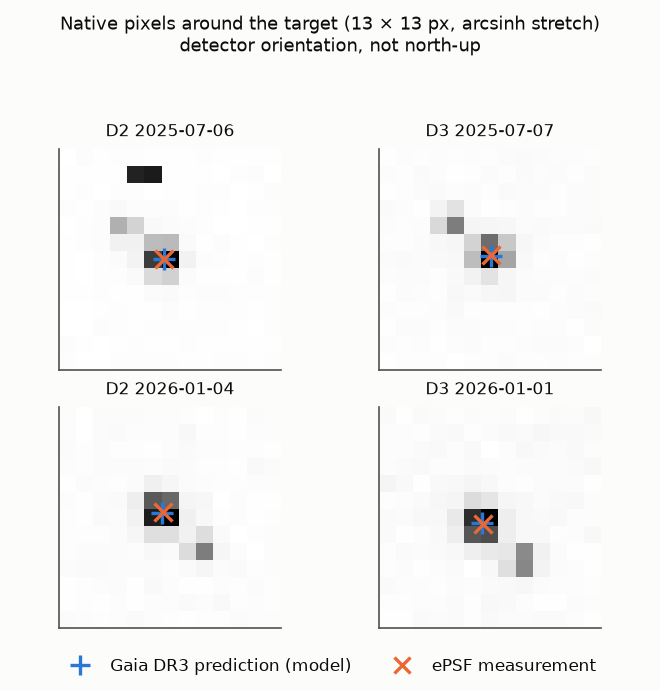 Native pixels around the target (13 × 13 px, arcsinh stretch)
detector orientation, not north-up
D2 2025-07-06
D3 2025-07-07
D2 2026-01-04
D3 2026-01-01
Gaia DR3 prediction (model)
ePSF measurement